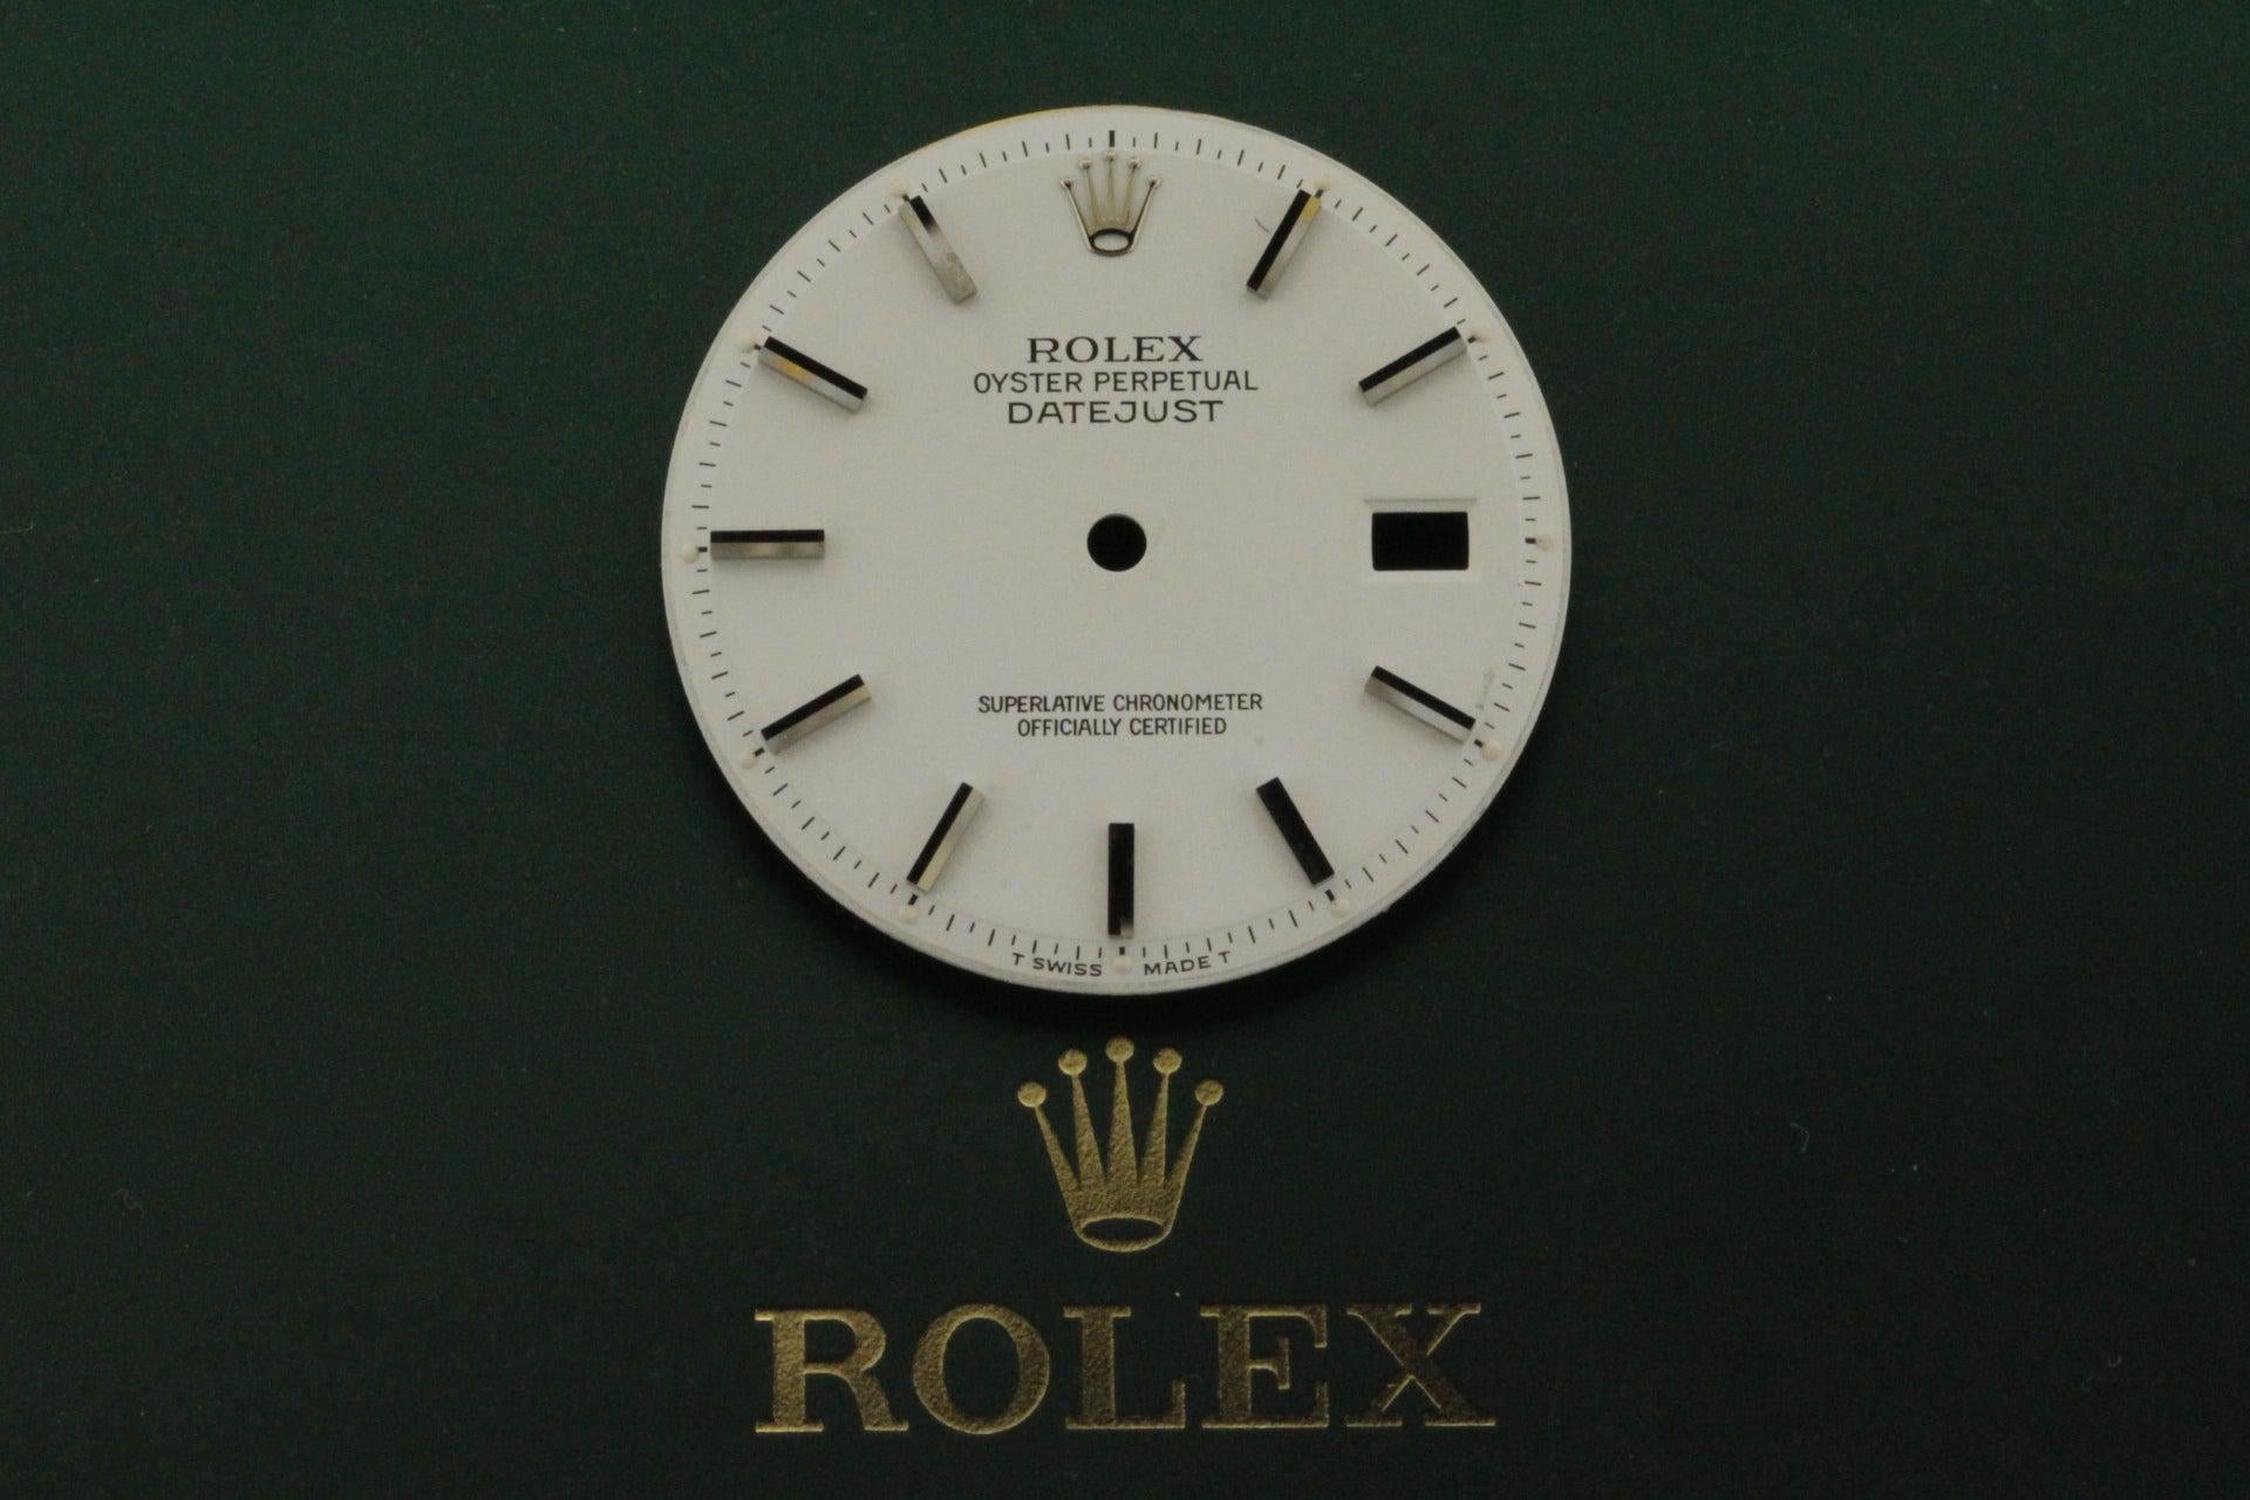 ROLEX
OYSTER PERPETUAL
DATEJUST
SUPERLATIVE CHRONOMETER
OFFICIALLY CERTIFIED
T SWISS MADE T
ROLEX